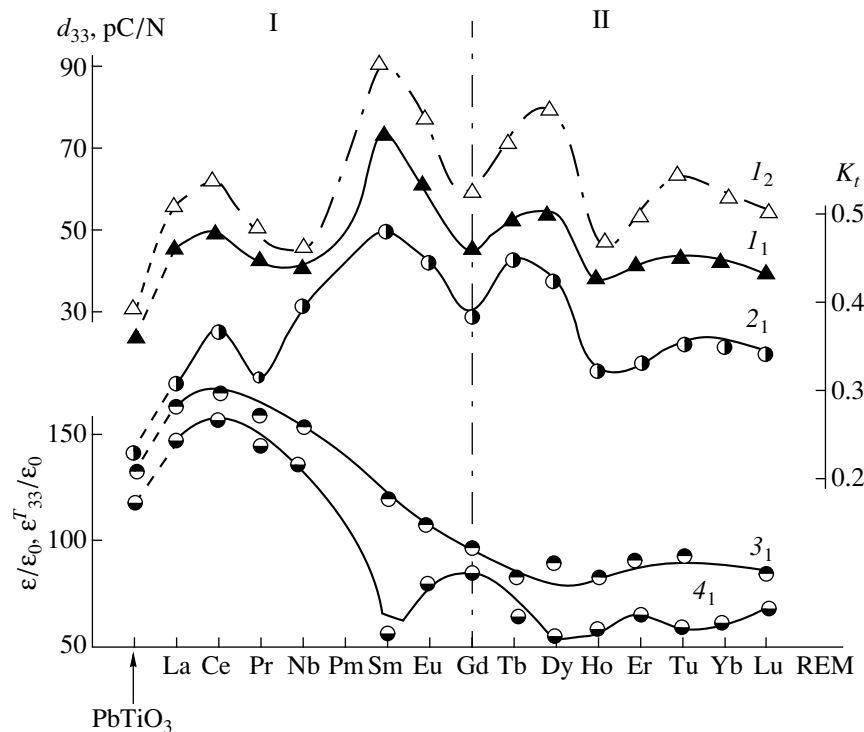 I II
d33, pC/N
90
70
50
30
Kt
0.5
0.4
0.3
0.2
12
11
21
31
41
ε/ε0, εT33/ε0
150
100
50
La Ce Pr Nb Pm Sm Eu Gd Tb Dy Ho Er Tu Yb Lu REM
PbTiO3